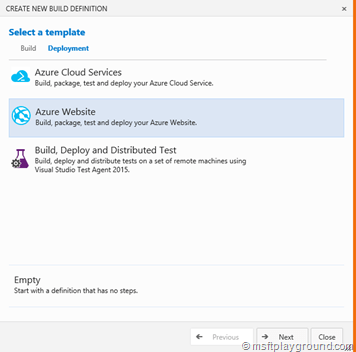 CREATE NEW BUILD DEFINITION
Select a template
Build Deployment
Azure Cloud Services
Build, package, test and deploy your Azure Cloud Service.
Azure Website
Build, package, test and deploy your Azure Website.
Build, Deploy and Distributed Test
Build, deploy and distribute tests on a set of remote machines using
Visual Studio Test Agent 2015.
Empty
Start with a definition that has no steps.
Previous Next Close
© msftplayground.com